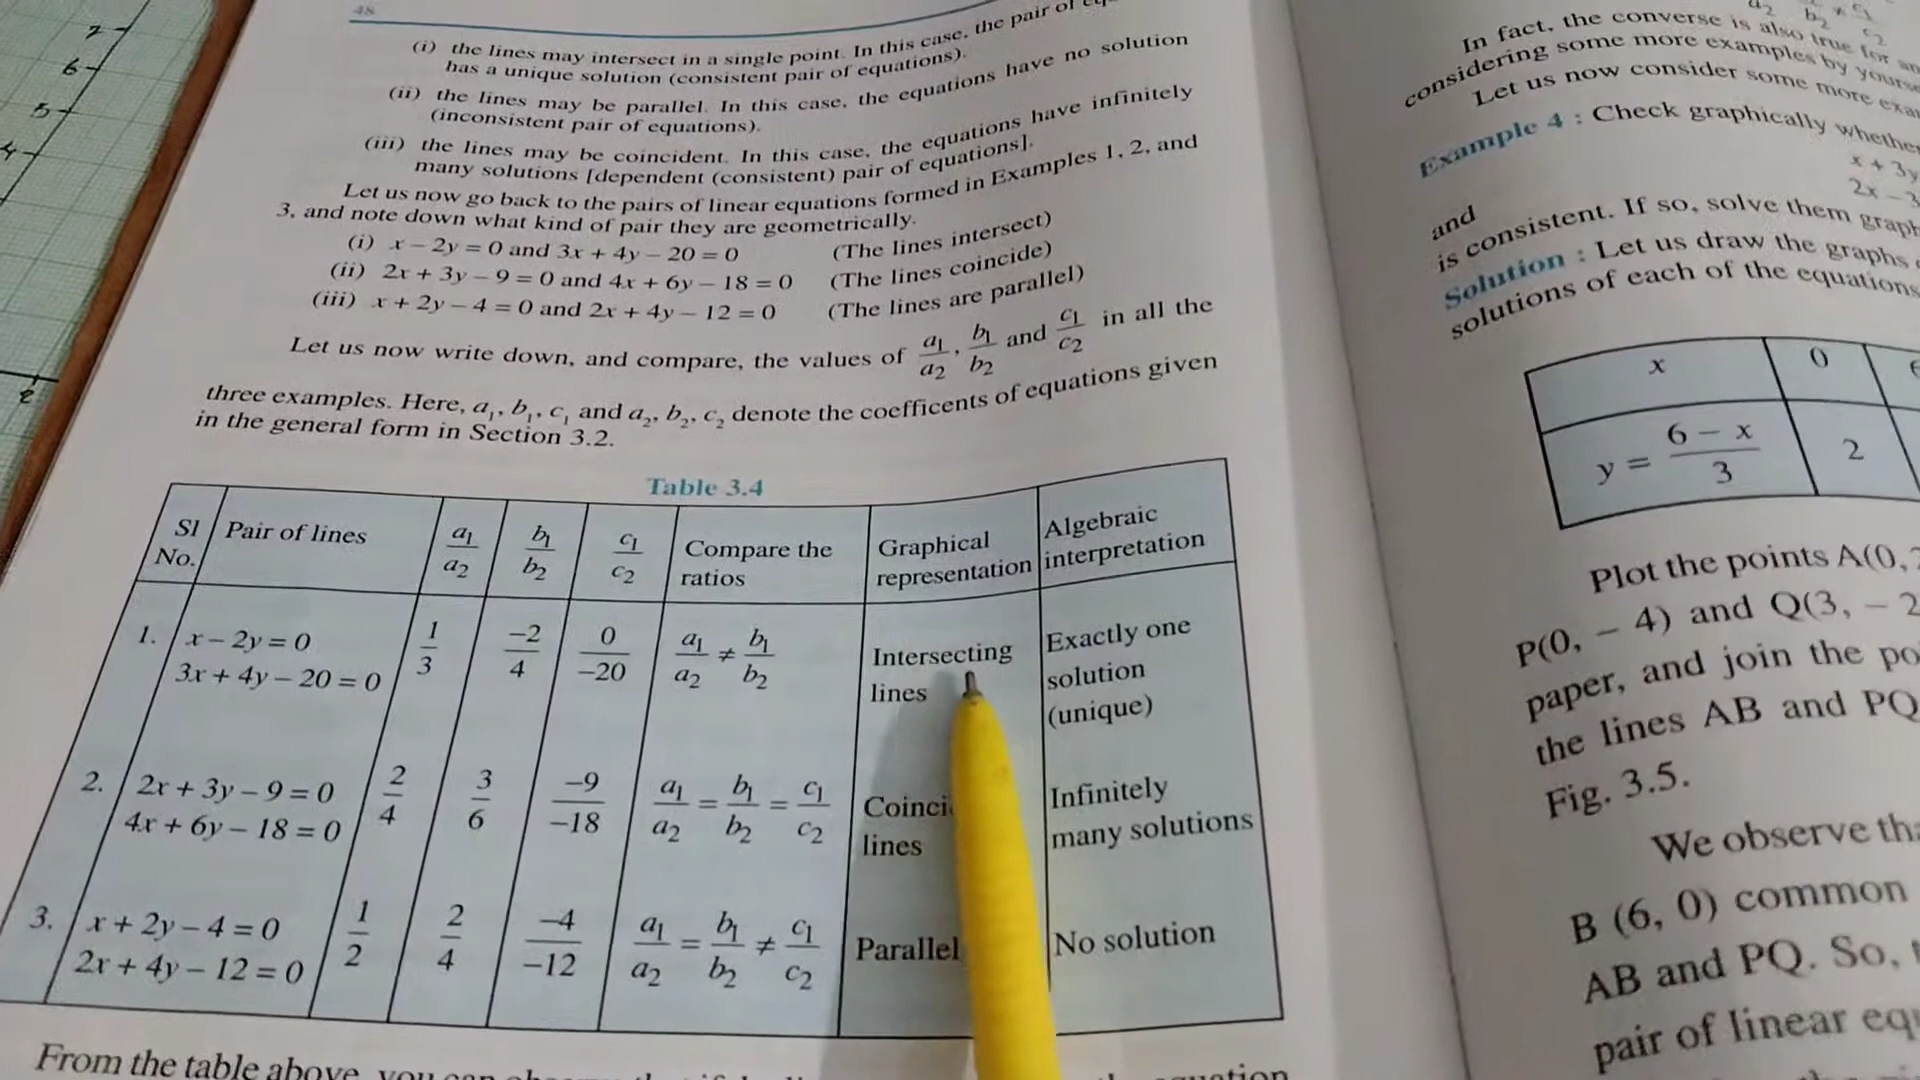 48
(i) the lines may intersect in a single point. In this case, the pair of
has a unique solution (consistent pair of equations).
(ii) the lines may be parallel. In this case, the equations have no solution
(inconsistent pair of equations).
(iii) the lines may be coincident. In this case, the equations have infinitely
many solutions [dependent (consistent) pair of equations].
Let us now go back to the pairs of linear equations formed in Examples 1, 2, and
3, and note down what kind of pair they are geometrically.
(i) x – 2y = 0 and 3x + 4y – 20 = 0 (The lines intersect)
(ii) 2x + 3y – 9 = 0 and 4x + 6y – 18 = 0 (The lines coincide)
(iii) x + 2y – 4 = 0 and 2x + 4y – 12 = 0 (The lines are parallel)
Let us now write down, and compare, the values of a₁/a₂, b₁/b₂ and c₁/c₂ in all the
three examples. Here, a₁, b₁, c₁ and a₂, b₂, c₂ denote the coefficents of equations given
in the general form in Section 3.2.
Table 3.4
Sl No. Pair of lines a₁/a₂ b₁/b₂ c₁/c₂ Compare the ratios Graphical representation Algebraic interpretation
1. x – 2y = 0 1/3 –2/4 0/–20 a₁/a₂ ≠ b₁/b₂ Intersecting Exactly one
3x + 4y – 20 = 0 lines solution
(unique)
2. 2x + 3y – 9 = 0 2/4 3/6 –9/–18 a₁/a₂ = b₁/b₂ = c₁/c₂ Infinitely
4x + 6y – 18 = 0 lines many solutions
3. x + 2y – 4 = 0 1/2 2/4 –4/–12 a₁/a₂ = b₁/b₂ ≠ c₁/c₂ Parallel No solution
2x + 4y – 12 = 0
From the table above, you can
equation
In fact, the converse is also true for
considering some more examples by
Let us now consider some more
Example 4 : Check graphically
x + 3y
2x – 3
and
is consistent. If so, solve them
Solution : Let us draw the graphs
solutions of each of the equations
x 0
y = 6 – x/3 2
Plot the points A(0,
P(0, – 4) and Q(3, – 2
paper, and join the
the lines AB and PQ
Fig. 3.5.
We observe
B (6, 0) common
AB and PQ. So,
pair of linear
7
6
5
4
2